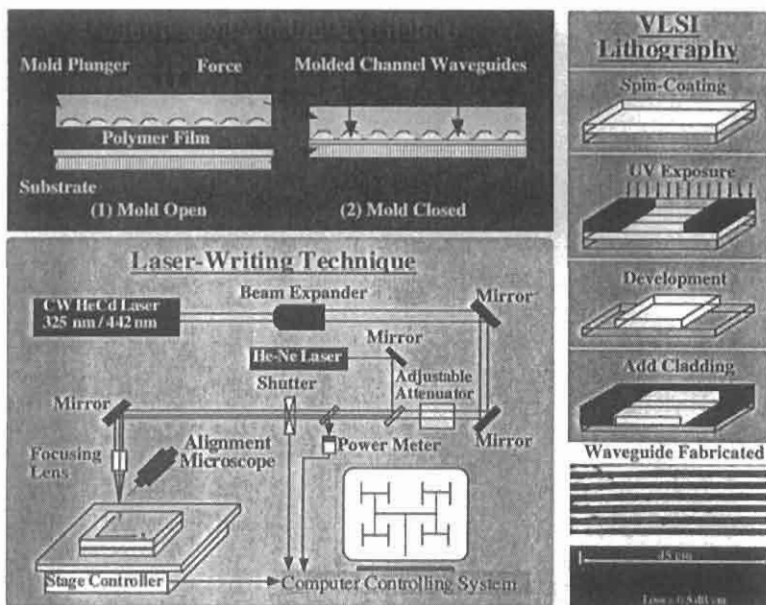 Mold Plunger
Force
Molded Channel Waveguides
Polymer Film
Substrate
(1) Mold Open
(2) Mold Closed
Laser-Writing Technique
CW HeCd Laser
325 nm / 442 nm
Beam Expander
Mirror
He-Ne Laser
Mirror
Shutter
Adjustable
Attenuator
Mirror
Mirror
Power Meter
Focusing
Lens
Alignment
Microscope
Stage Controller
Computer Controlling System
VLSI
Lithography
Spin-Coating
UV Exposure
Development
Add Cladding
Waveguide Fabricated
45 cm